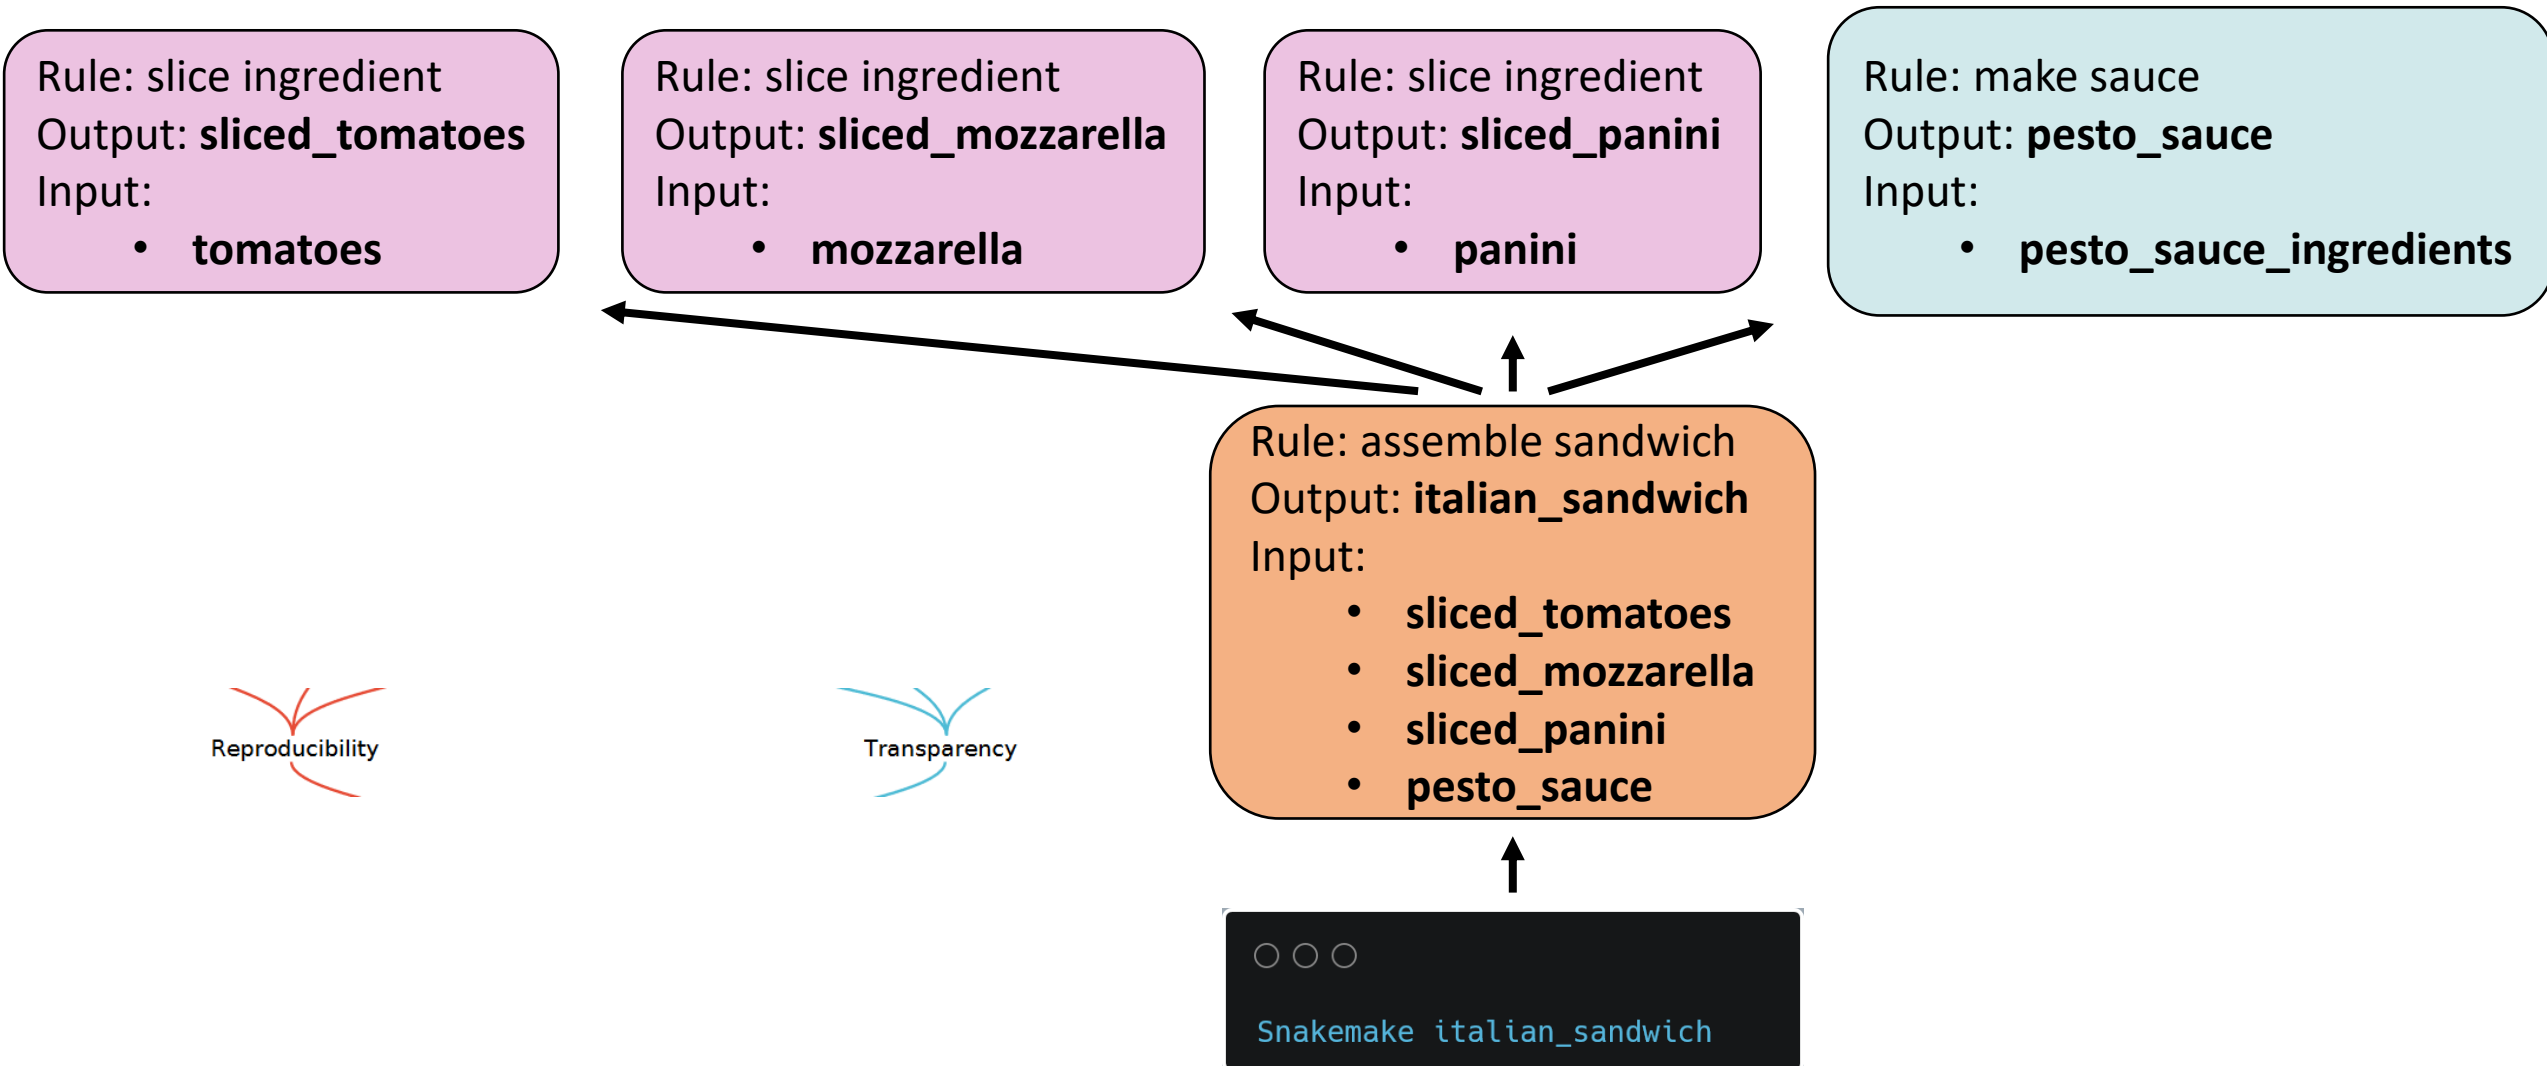 Rule: slice ingredient
Output: sliced_tomatoes
Input:
• tomatoes
Rule: slice ingredient
Output: sliced_mozzarella
Input:
• mozzarella
Rule: slice ingredient
Output: sliced_panini
Input:
• panini
Rule: make sauce
Output: pesto_sauce
Input:
• pesto_sauce_ingredients
Rule: assemble sandwich
Output: italian_sandwich
Input:
• sliced_tomatoes
• sliced_mozzarella
• sliced_panini
• pesto_sauce
Reproducibility
Transparency
Snakemake italian_sandwich